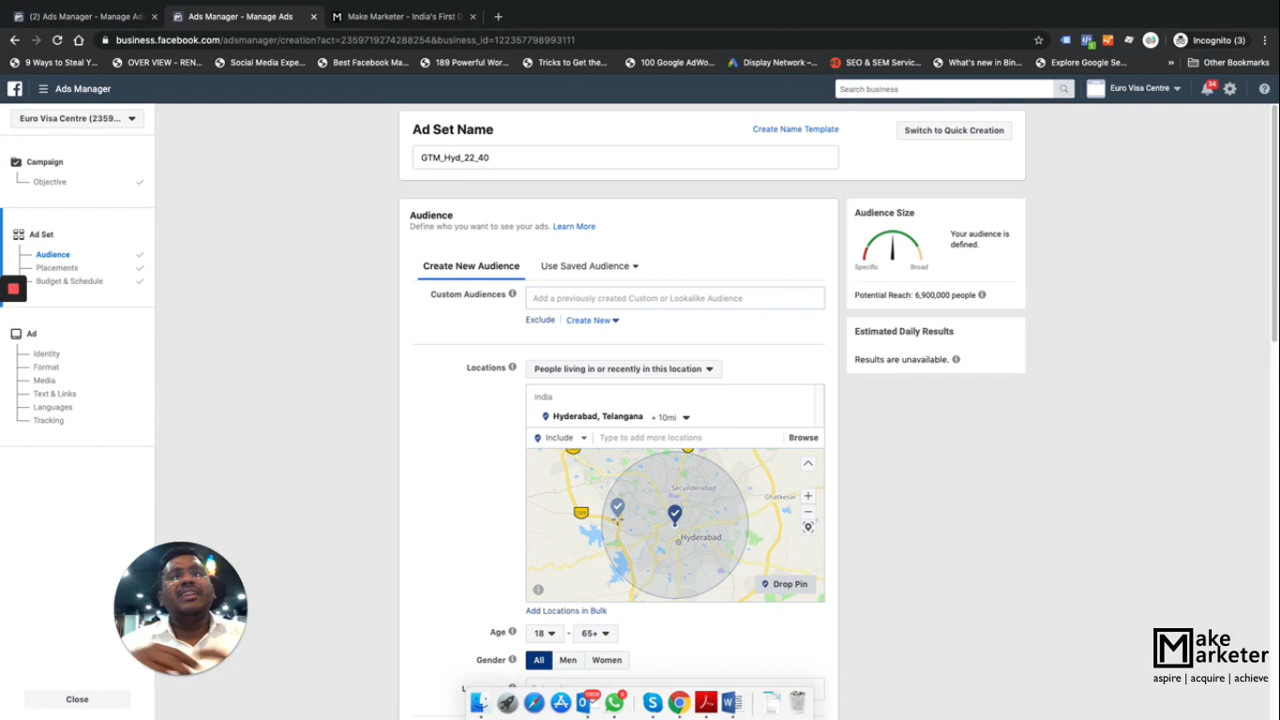 (2) Ads Manager - Manage Ad
Ads Manager - Manage Ads
Make Marketer - India's First D
business.facebook.com/adsmanager/creation?act=2359719274288254&business_id=122357798993111
Incognito (3)
9 Ways to Steal Y...
OVER VIEW - REN...
Social Media Expe...
Best Facebook Ma...
189 Powerful Wor...
Tricks to Get the...
100 Google AdWo...
Display Network –...
SEO & SEM Servic...
What's new in Bin...
Explore Google Se...
»
Other Bookmarks
Ads Manager
Search business
Euro Visa Centre
34
Euro Visa Centre (2359...
Campaign
Objective
Ad Set
Audience
Placements
Budget & Schedule
Ad
Identity
Format
Media
Text & Links
Languages
Tracking
Close
Ad Set Name
Create Name Template
Switch to Quick Creation
GTM_Hyd_22_40
Audience
Define who you want to see your ads. Learn More
Create New Audience
Use Saved Audience
Custom Audiences
Add a previously created Custom or Lookalike Audience
Exclude
Create New
Locations
People living in or recently in this location
India
Hyderabad, Telangana + 10mi
Include
Type to add more locations
Browse
Secunderabad
Ghatkesar
Hyderabad
Drop Pin
Add Locations in Bulk
Age
18 - 65+
Gender
All
Men
Women
Audience Size
Your audience is
defined.
Specific
Broad
Potential Reach: 6,900,000 people
Estimated Daily Results
Results are unavailable.
Make
Marketer
aspire | acquire | achieve